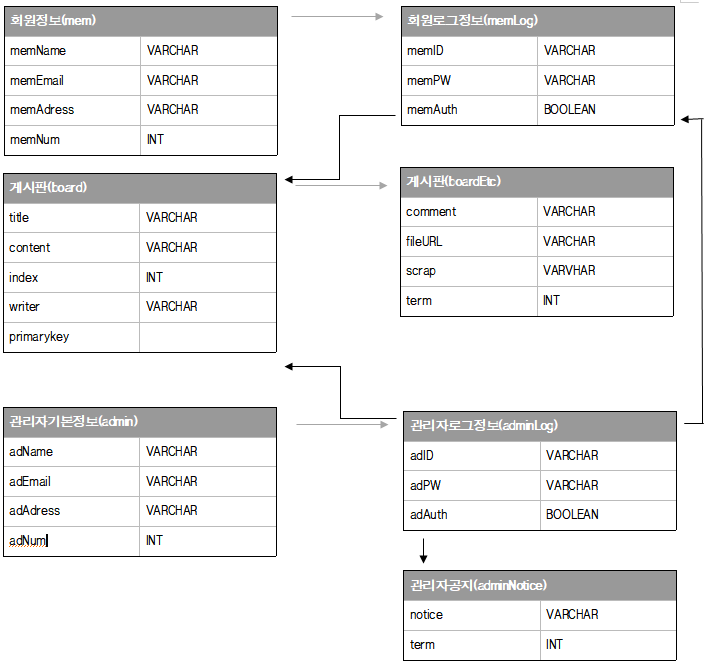 회원정보(mem)
memName VARCHAR
memEmail VARCHAR
memAdress VARCHAR
memNum INT
회원로그정보(memLog)
memID VARCHAR
memPW VARCHAR
memAuth BOOLEAN
게시판(board)
title VARCHAR
content VARCHAR
index INT
writer VARCHAR
primarykey
게시판(boardEtc)
comment VARCHAR
fileURL VARCHAR
scrap VARVHAR
term INT
관리자기본정보(admin)
adName VARCHAR
adEmail VARCHAR
adAdress VARCHAR
adNum INT
관리자로그정보(adminLog)
adID VARCHAR
adPW VARCHAR
adAuth BOOLEAN
관리자공지(adminNotice)
notice VARCHAR
term INT